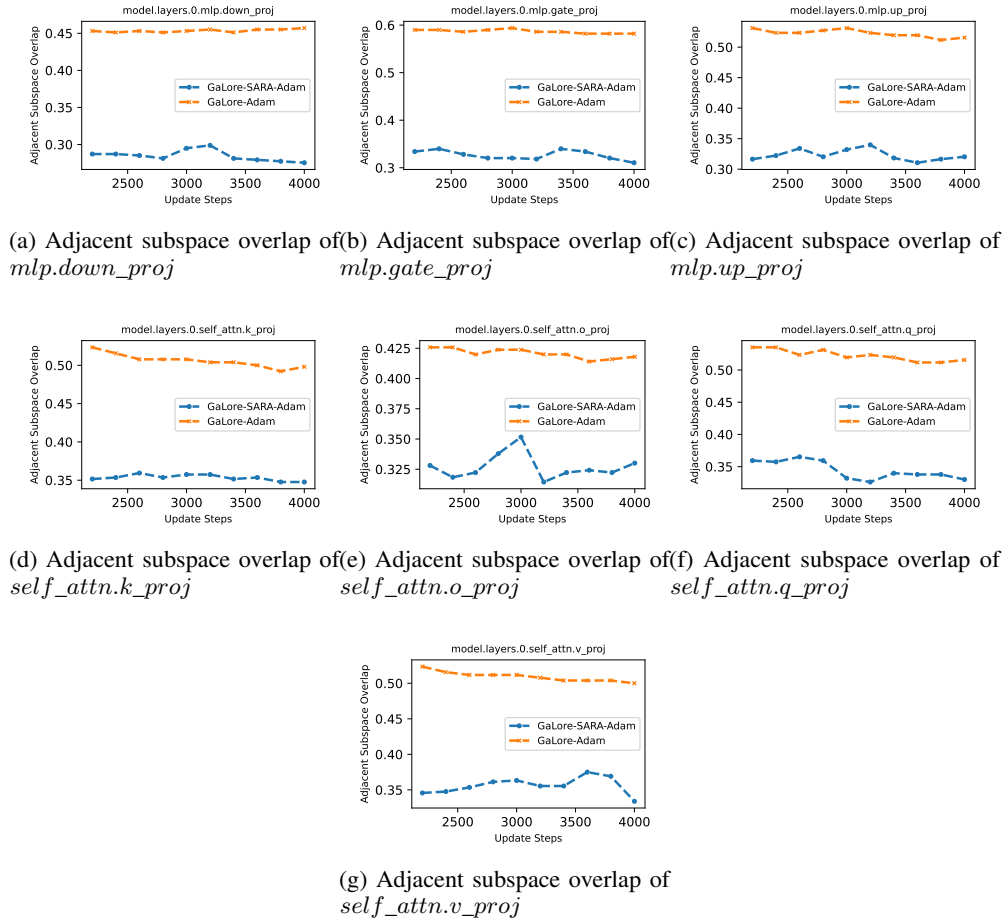 model.layers.0.mlp.down_proj
model.layers.0.mlp.gate_proj
model.layers.0.mlp.up_proj
Adjacent Subspace Overlap
0.45
0.40
0.35
0.30
GaLore-SARA-Adam
GaLore-Adam
2500 3000 3500 4000
Update Steps
Adjacent Subspace Overlap
0.6
0.5
0.4
0.3
GaLore-SARA-Adam
GaLore-Adam
2500 3000 3500 4000
Update Steps
Adjacent Subspace Overlap
0.50
0.45
0.40
0.35
0.30
GaLore-SARA-Adam
GaLore-Adam
2500 3000 3500 4000
Update Steps
(a) Adjacent subspace overlap of
mlp.down_proj
(b) Adjacent subspace overlap of
mlp.gate_proj
(c) Adjacent subspace overlap of
mlp.up_proj
model.layers.0.self_attn.k_proj
model.layers.0.self_attn.o_proj
model.layers.0.self_attn.q_proj
Adjacent Subspace Overlap
0.50
0.45
0.40
0.35
GaLore-SARA-Adam
GaLore-Adam
2500 3000 3500 4000
Update Steps
Adjacent Subspace Overlap
0.425
0.400
0.375
0.350
0.325
GaLore-SARA-Adam
GaLore-Adam
2500 3000 3500 4000
Update Steps
Adjacent Subspace Overlap
0.50
0.45
0.40
0.35
GaLore-SARA-Adam
GaLore-Adam
2500 3000 3500 4000
Update Steps
(d) Adjacent subspace overlap of
self_attn.k_proj
(e) Adjacent subspace overlap of
self_attn.o_proj
(f) Adjacent subspace overlap of
self_attn.q_proj
model.layers.0.self_attn.v_proj
Adjacent Subspace Overlap
0.50
0.45
0.40
0.35
GaLore-SARA-Adam
GaLore-Adam
2500 3000 3500 4000
Update Steps
(g) Adjacent subspace overlap of
self_attn.v_proj